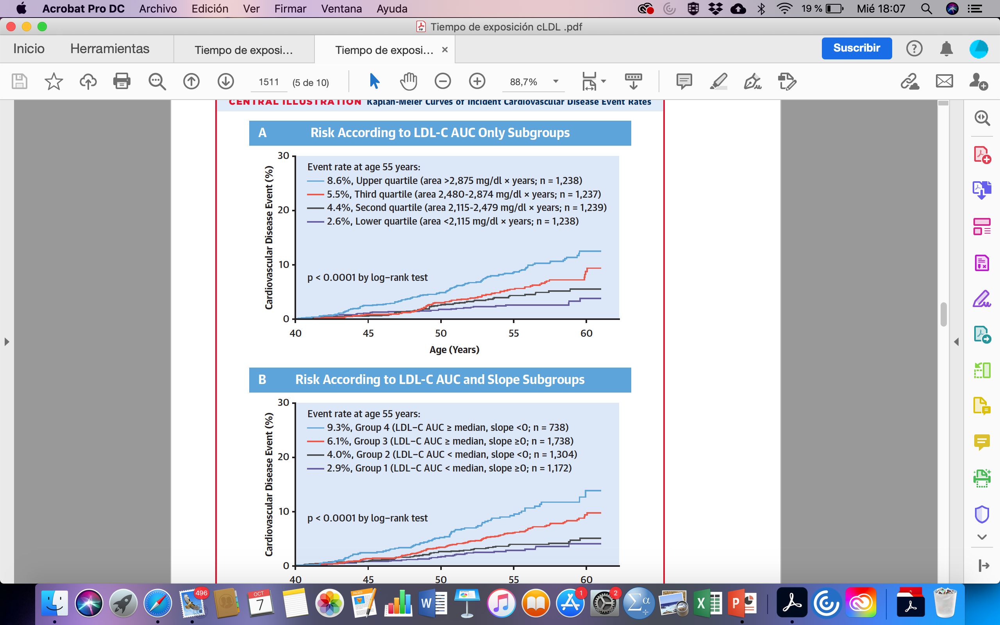 Acrobat Pro DC Archivo Edición Ver Firmar Ventana Ayuda 19 % Mié 18:07
Tiempo de exposición cLDL .pdf
Inicio Herramientas Tiempo de exposi... Tiempo de exposi... × Suscribir
1511 (5 de 10) 88,7%
CENTRAL ILLUSTRATION Kaplan-Meier Curves of Incident Cardiovascular Disease Event Rates
A Risk According to LDL-C AUC Only Subgroups
30
Event rate at age 55 years:
8.6%, Upper quartile (area >2,875 mg/dl × years; n = 1,238)
5.5%, Third quartile (area 2,480-2,874 mg/dl × years; n = 1,237)
4.4%, Second quartile (area 2,115-2,479 mg/dl × years; n = 1,239)
2.6%, Lower quartile (area <2,115 mg/dl × years; n = 1,238)
20
Cardiovascular Disease Event (%)
10
p < 0.0001 by log-rank test
0
40 45 50 55 60
Age (Years)
B Risk According to LDL-C AUC and Slope Subgroups
30
Event rate at age 55 years:
9.3%, Group 4 (LDL-C AUC ≥ median, slope <0; n = 738)
6.1%, Group 3 (LDL-C AUC ≥ median, slope ≥0; n = 1,738)
4.0%, Group 2 (LDL-C AUC < median, slope <0; n = 1,304)
2.9%, Group 1 (LDL-C AUC < median, slope ≥0; n = 1,172)
20
Cardiovascular Disease Event (%)
10
p < 0.0001 by log-rank test
0
40 45 50 55 60
496
OCT
7
PAGES
W
1
2
Σα
X
P